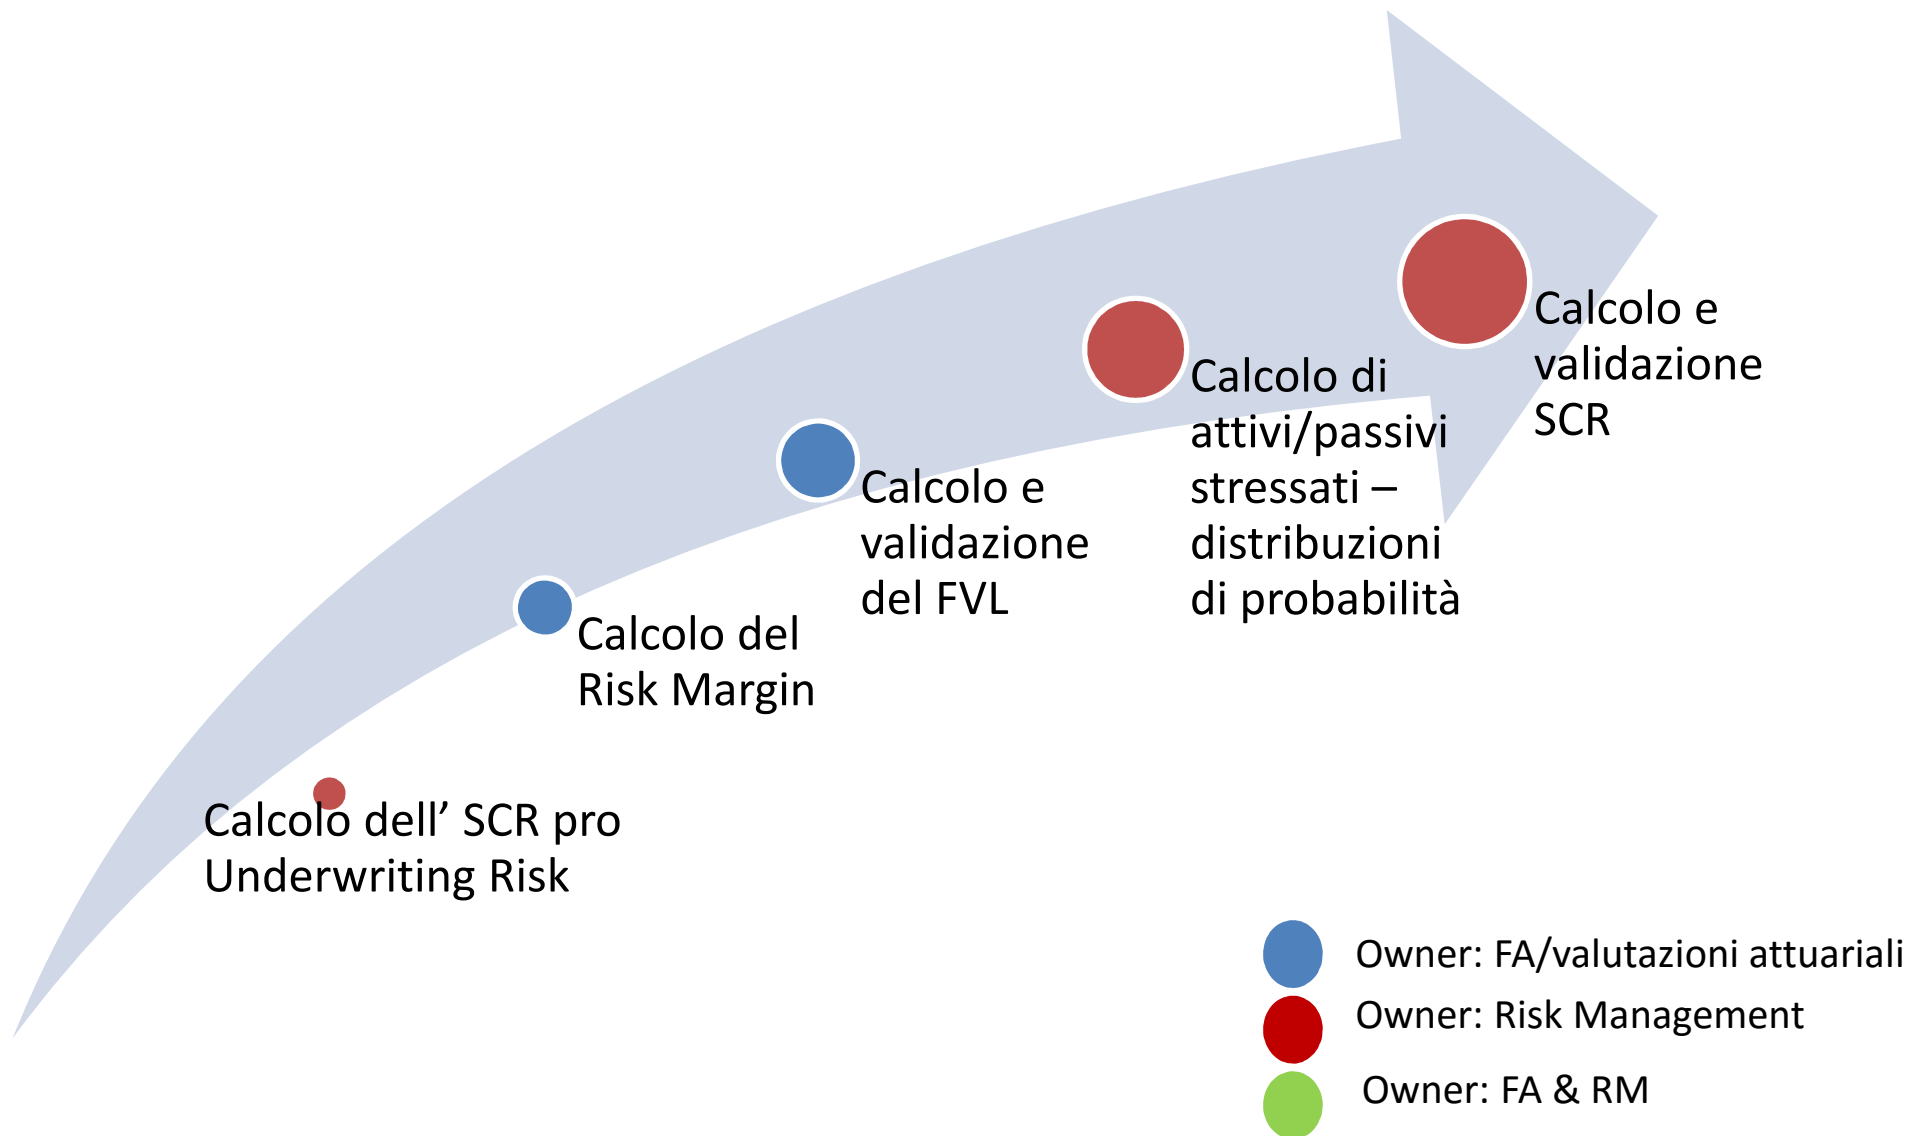 Calcolo dell’ SCR pro
Underwriting Risk
Calcolo del
Risk Margin
Calcolo e
validazione
del FVL
Calcolo di
attivi/passivi
stressati –
distribuzioni
di probabilità
Calcolo e
validazione
SCR
Owner: FA/valutazioni attuariali
Owner: Risk Management
Owner: FA & RM